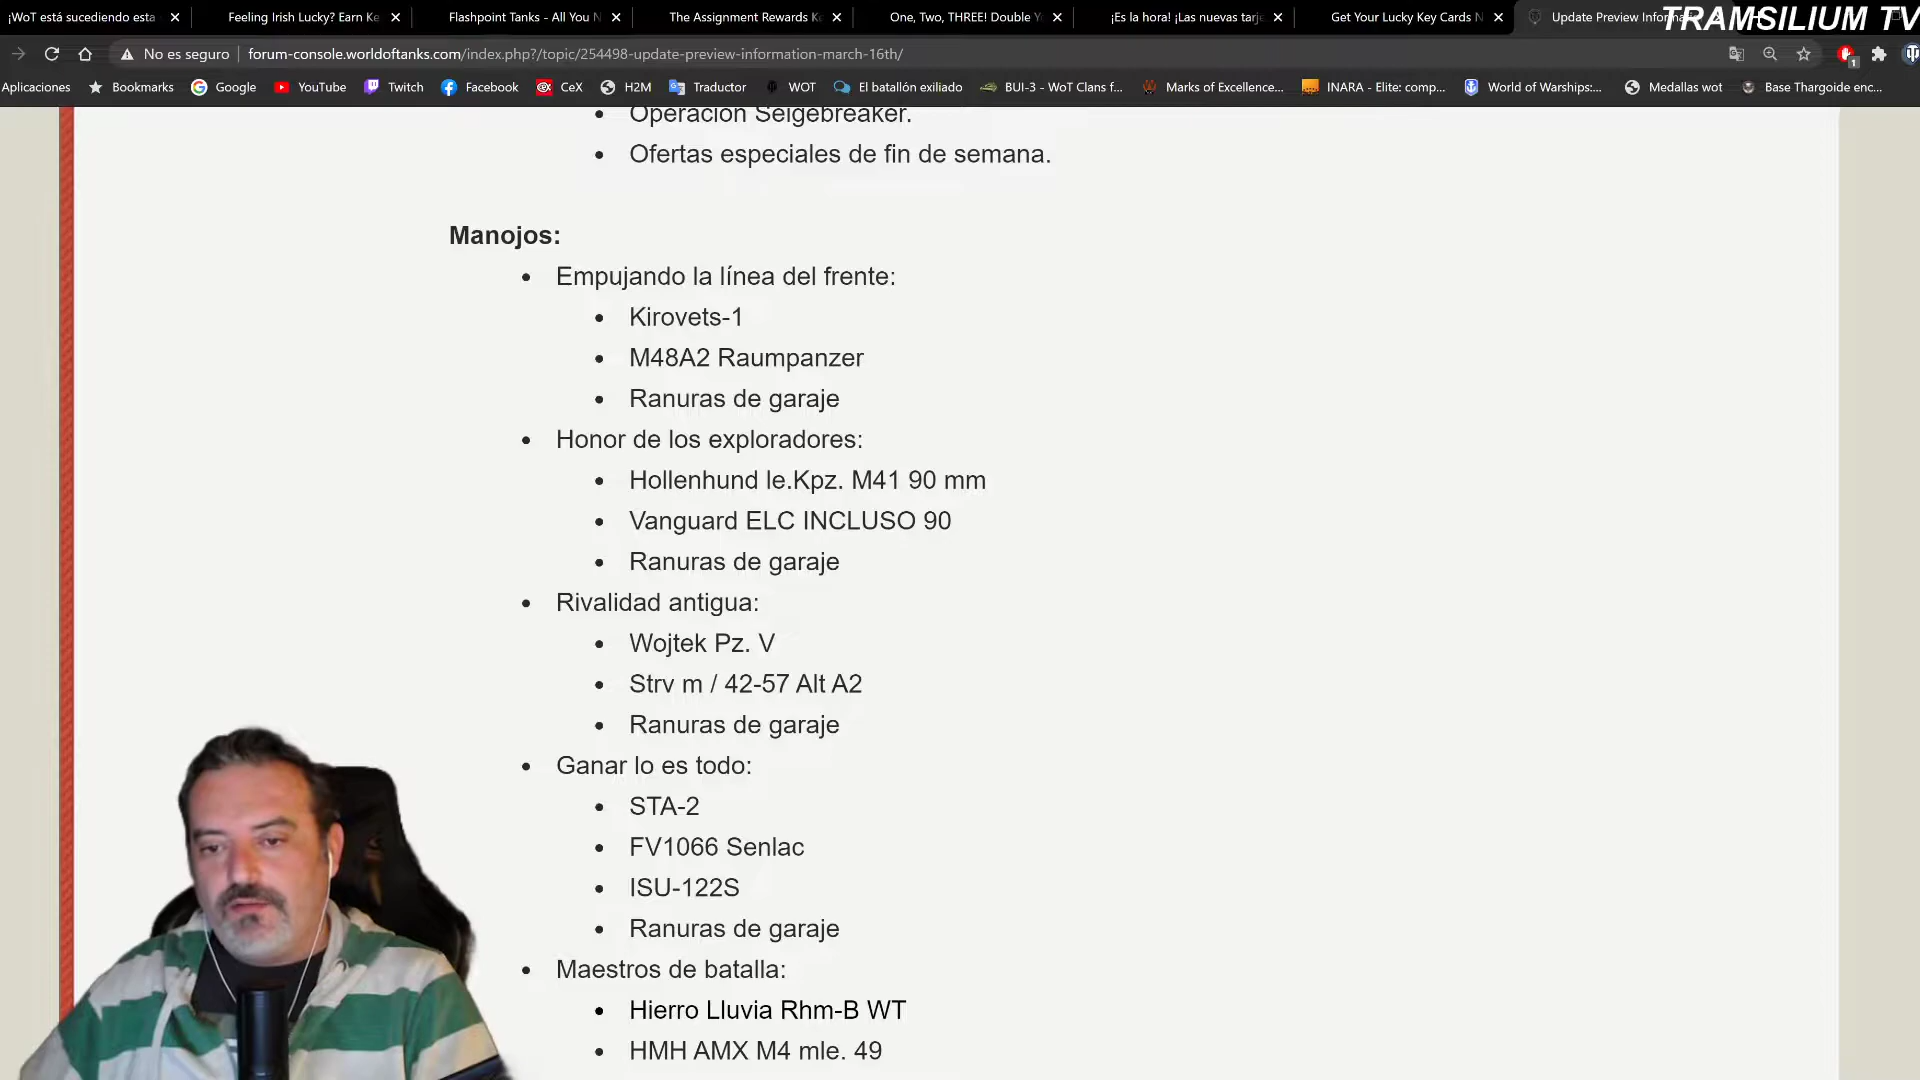 ¡WoT está sucediendo esta
Feeling Irish Lucky? Earn Ke
Flashpoint Tanks - All You N
The Assignment Rewards K
One, Two, THREE! Double Y
¡Es la hora! ¡Las nuevas tarje
Get Your Lucky Key Cards N
Update Preview Inform
TRAMSILIUM TV
No es seguro
forum-console.worldoftanks.com/index.php?/topic/254498-update-preview-information-march-16th/
1
Aplicaciones
Bookmarks
Google
YouTube
Twitch
Facebook
CeX
H2M
Traductor
WOT
El batallón exiliado
BUI-3 - WoT Clans f...
Marks of Excellence...
INARA - Elite: comp...
World of Warships:...
Medallas wot
Base Thargoide enc...
Operación Seigebreaker.
Ofertas especiales de fin de semana.
Manojos:
Empujando la línea del frente:
Kirovets-1
M48A2 Raumpanzer
Ranuras de garaje
Honor de los exploradores:
Hollenhund le.Kpz. M41 90 mm
Vanguard ELC INCLUSO 90
Ranuras de garaje
Rivalidad antigua:
Wojtek Pz. V
Strv m / 42-57 Alt A2
Ranuras de garaje
Ganar lo es todo:
STA-2
FV1066 Senlac
ISU-122S
Ranuras de garaje
Maestros de batalla:
Hierro Lluvia Rhm-B WT
HMH AMX M4 mle. 49